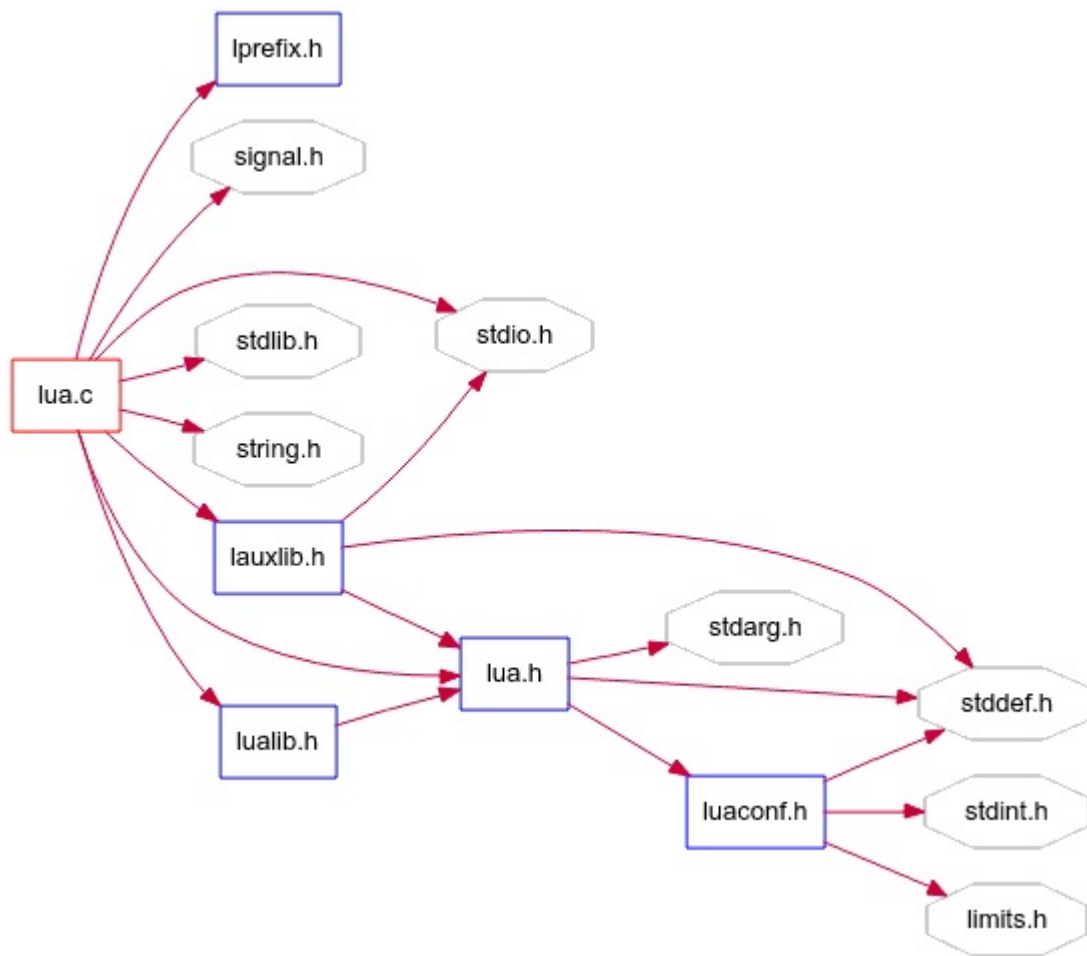 lprefix.h
signal.h
stdio.h
stdlib.h
lua.c
string.h
lauxlib.h
stdarg.h
lua.h
stddef.h
lualib.h
luaconf.h
stdint.h
limits.h